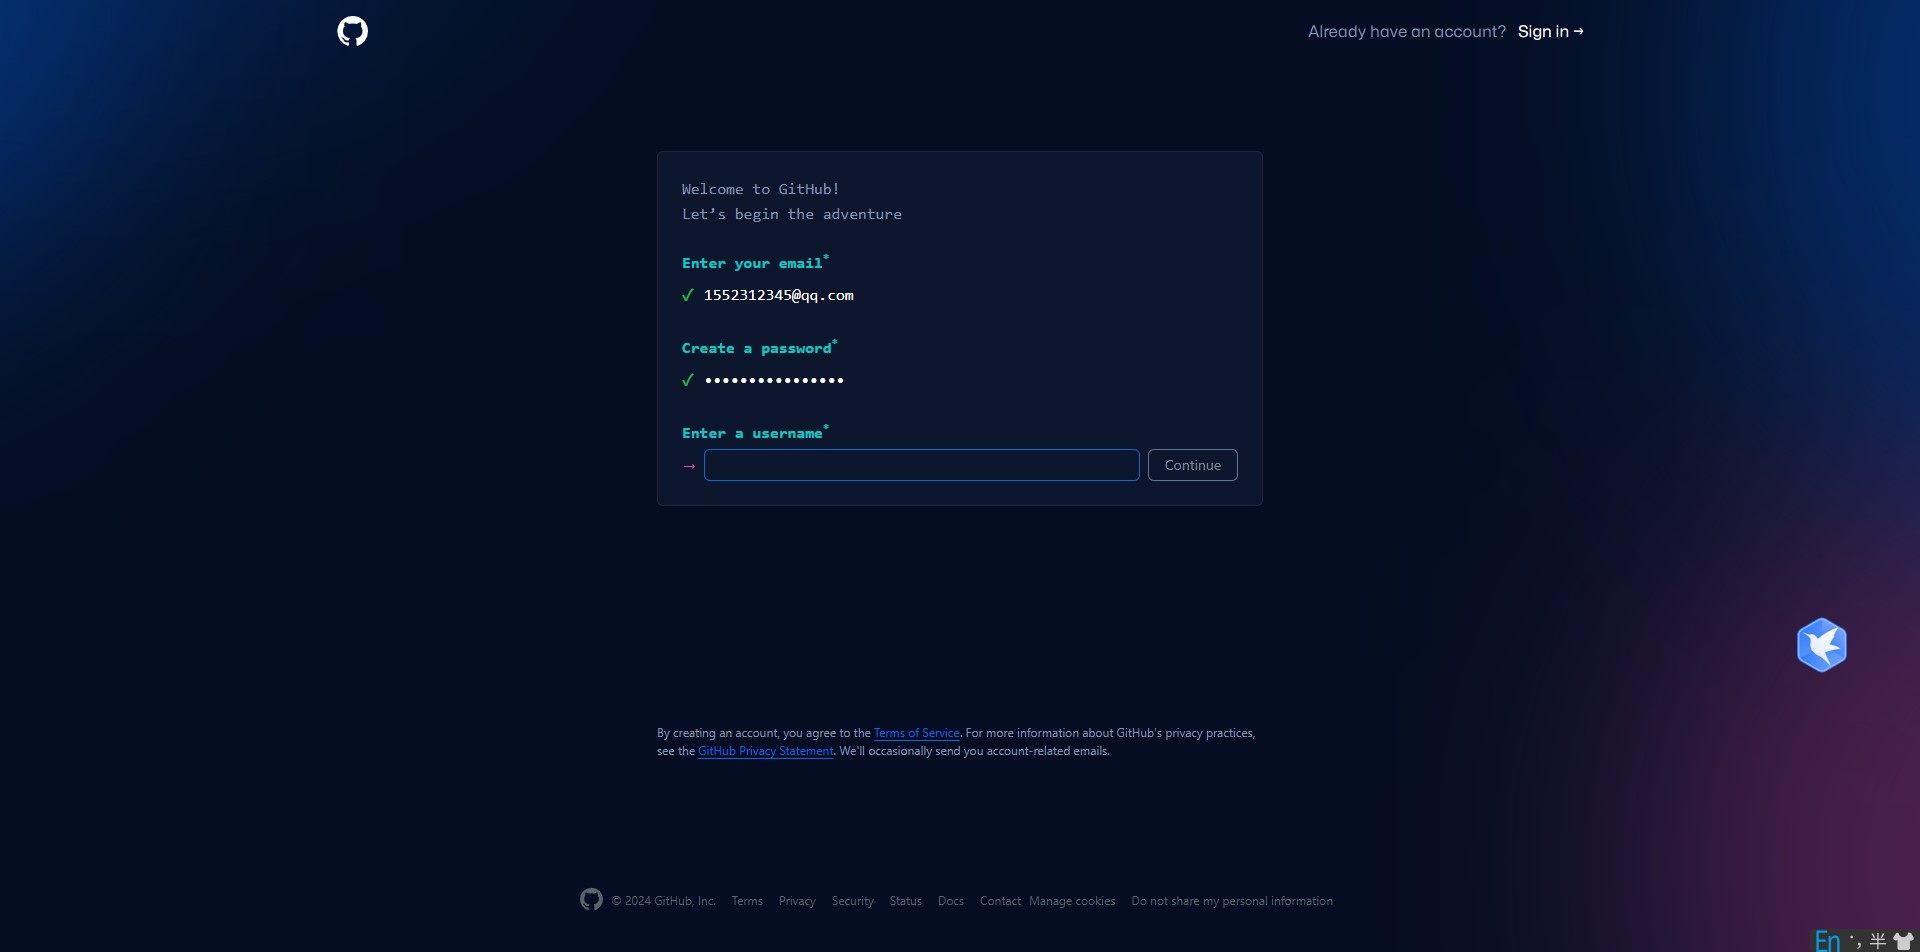 Already have an account? Sign in →
Welcome to GitHub!
Let’s begin the adventure
Enter your email*
✓ 1552312345@qq.com
Create a password*
✓ ••••••••••••••••
Enter a username*
→ Continue
By creating an account, you agree to the Terms of Service. For more information about GitHub's privacy practices,
see the GitHub Privacy Statement. We'll occasionally send you account-related emails.
© 2024 GitHub, Inc. Terms Privacy Security Status Docs Contact Manage cookies Do not share my personal information
En 半